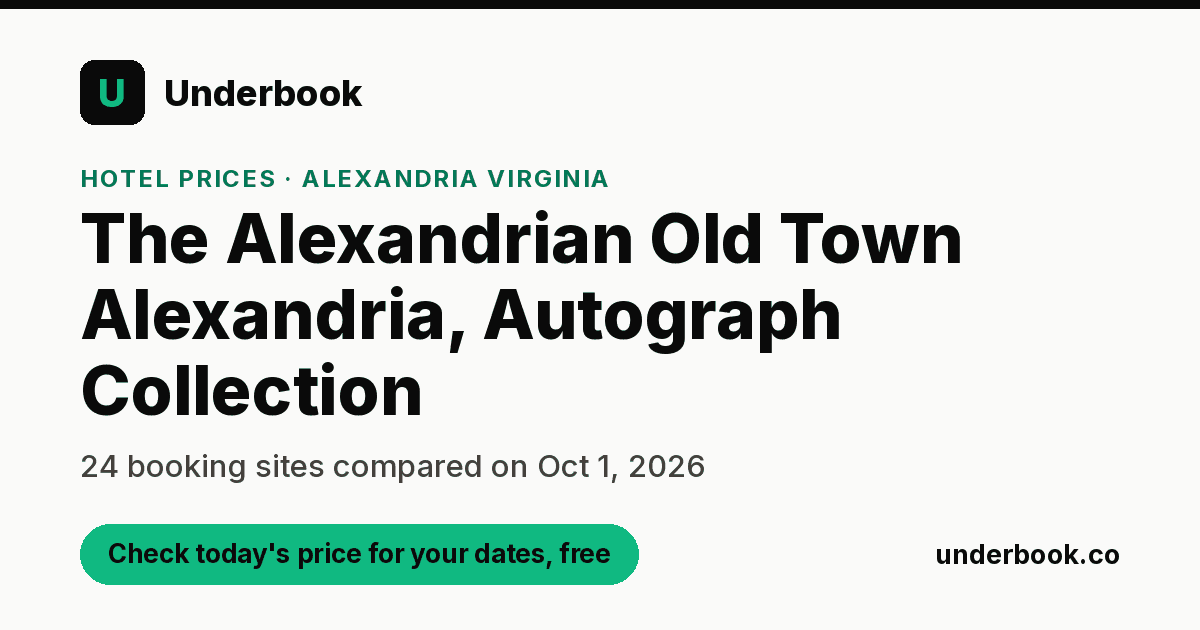 U Underbook
HOTEL PRICES · ALEXANDRIA VIRGINIA
The Alexandrian Old Town
Alexandria, Autograph
Collection
24 booking sites compared on Oct 1, 2026
Check today's price for your dates, free
underbook.co